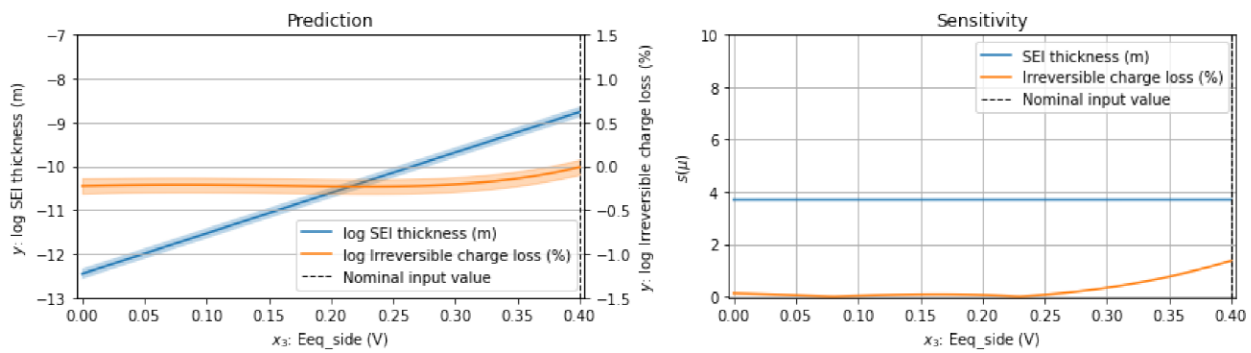 Prediction
y: log SEI thickness (m)
−7
−8
−9
−10
−11
−12
−13
1.5
1.0
0.5
0.0
−0.5
−1.0
−1.5
y: log Irreversible charge loss (%)
log SEI thickness (m)
log Irreversible charge loss (%)
Nominal input value
0.00 0.05 0.10 0.15 0.20 0.25 0.30 0.35 0.40
x₃: Eeq_side (V)
Sensitivity
s(μ)
10
8
6
4
2
0
SEI thickness (m)
Irreversible charge loss (%)
Nominal input value
0.00 0.05 0.10 0.15 0.20 0.25 0.30 0.35 0.40
x₃: Eeq_side (V)